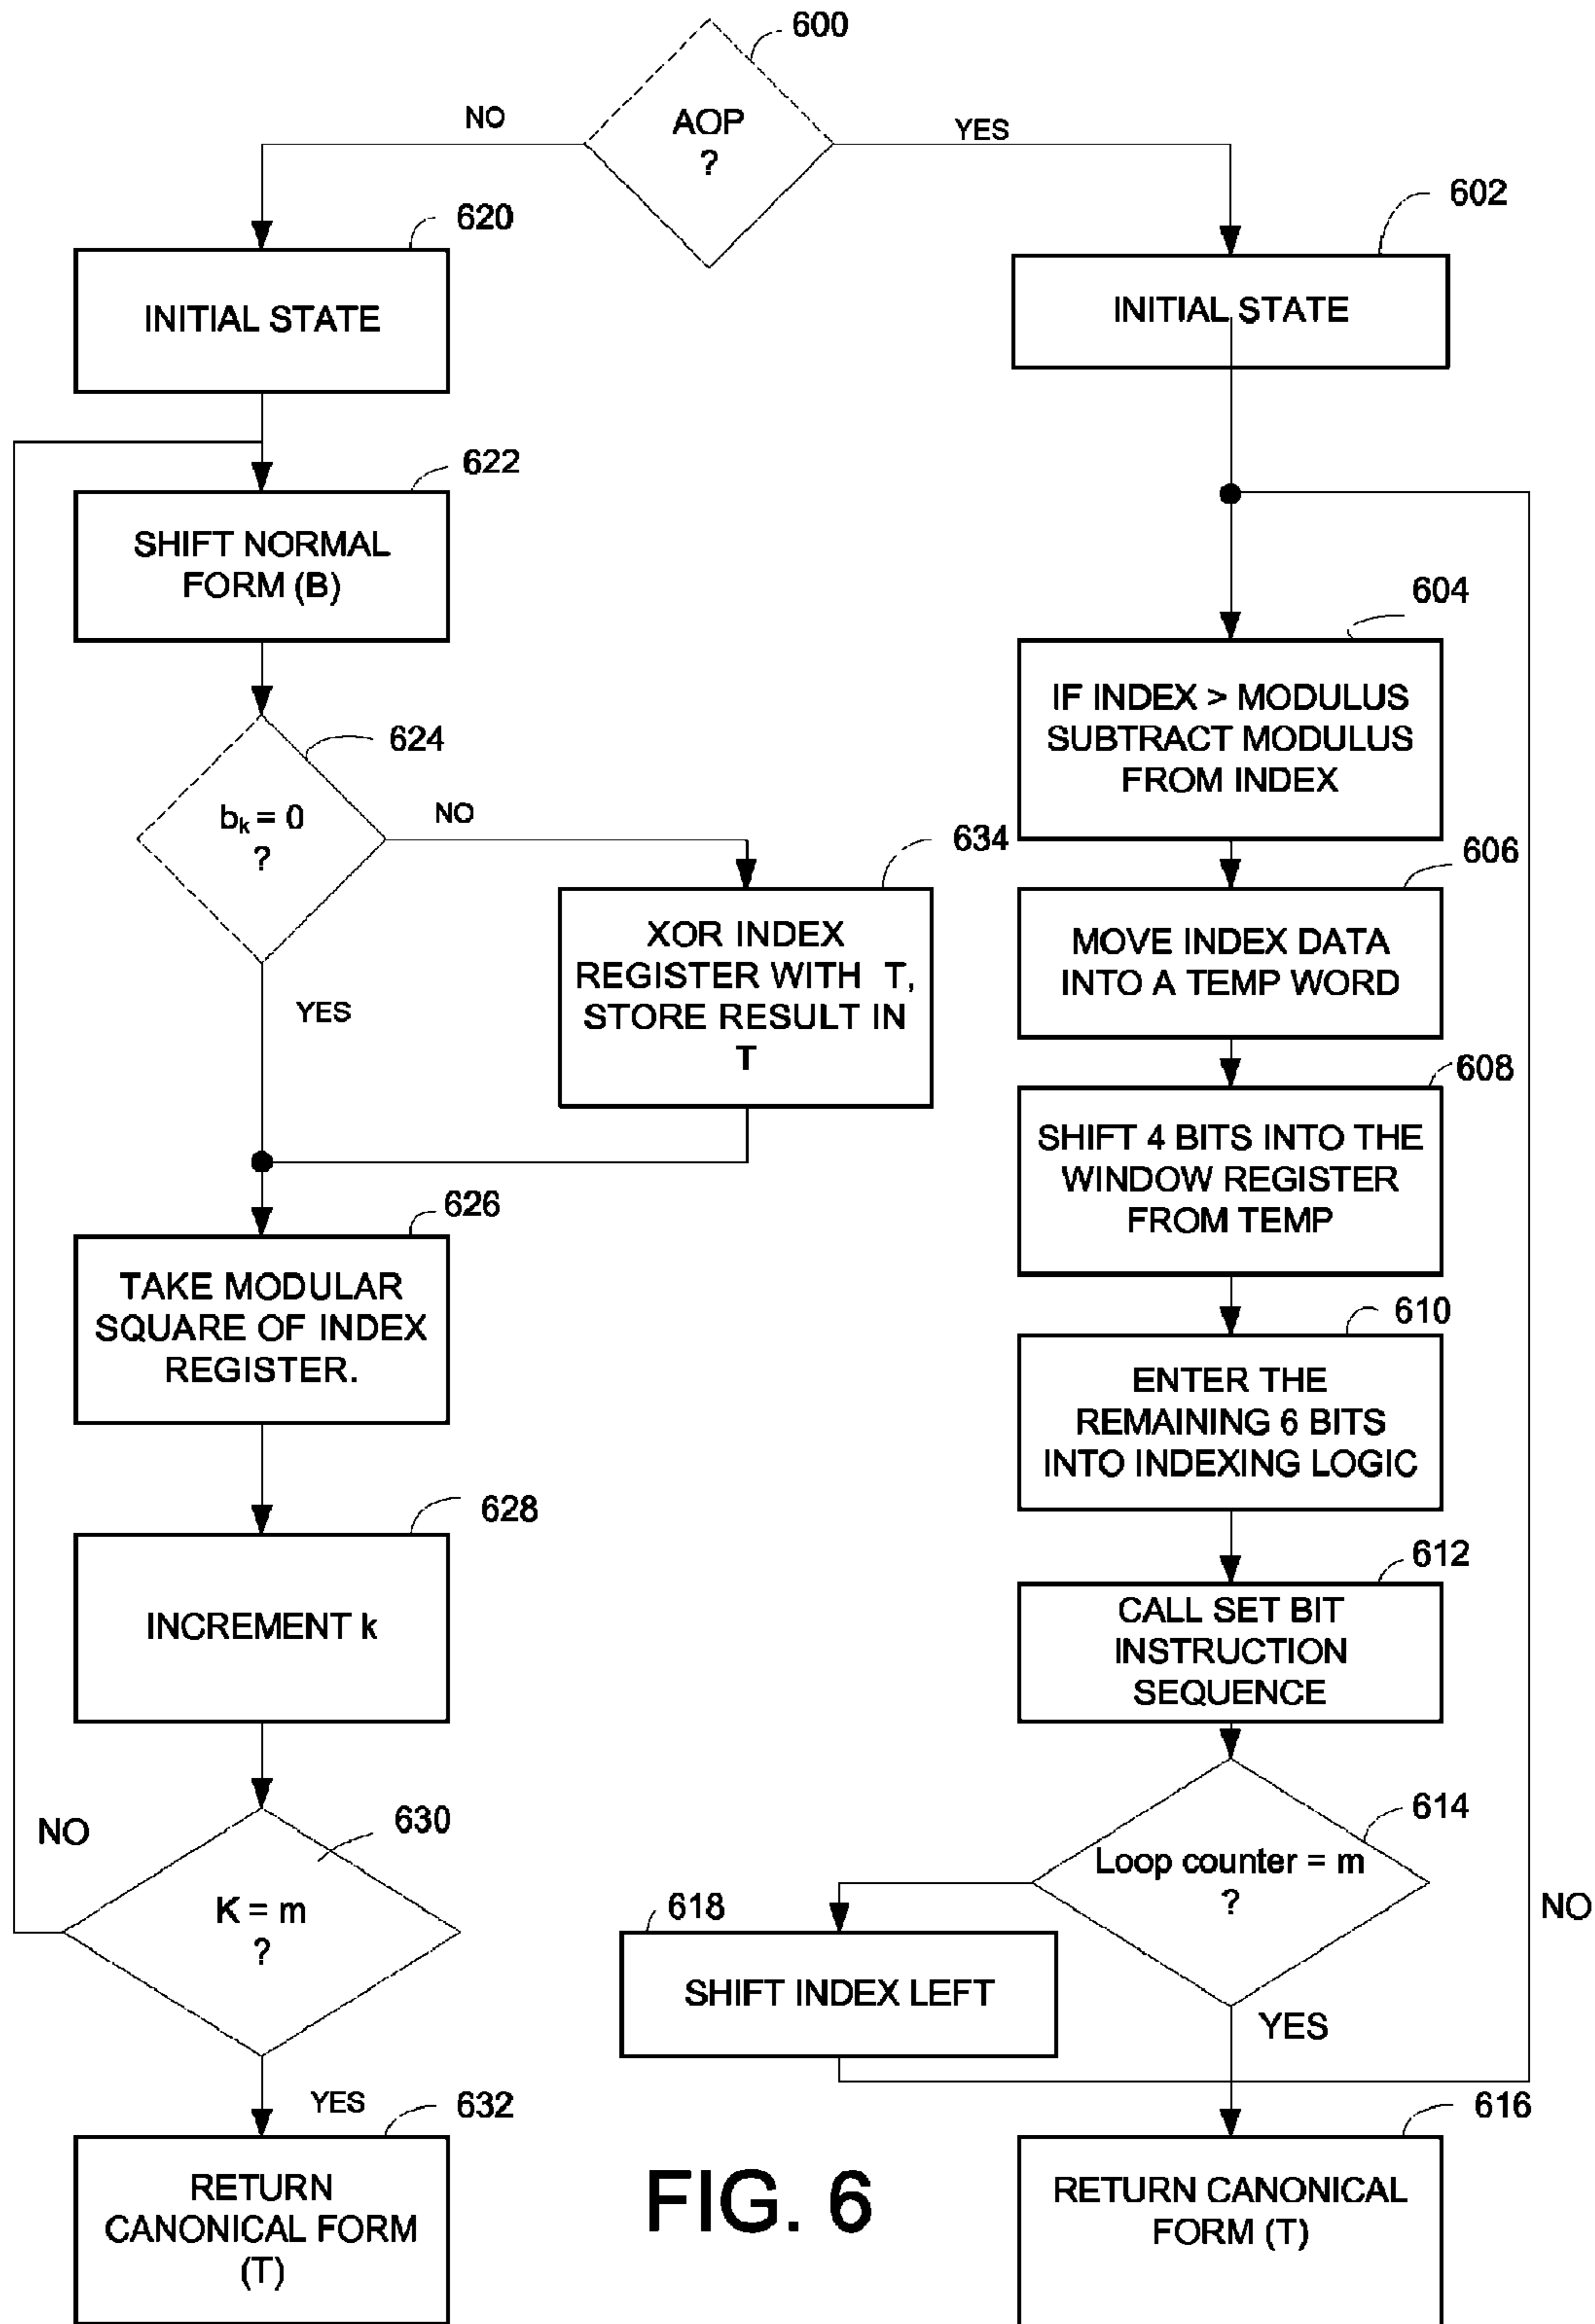 600
AOP
?
NO
YES
620
INITIAL STATE
602
INITIAL STATE
622
SHIFT NORMAL
FORM (B)
624
bk = 0
?
NO
YES
634
XOR INDEX
REGISTER WITH T,
STORE RESULT IN
T
626
TAKE MODULAR
SQUARE OF INDEX
REGISTER.
628
INCREMENT k
630
K = m
?
NO
YES
632
RETURN
CANONICAL FORM
(T)
604
IF INDEX > MODULUS
SUBTRACT MODULUS
FROM INDEX
606
MOVE INDEX DATA
INTO A TEMP WORD
608
SHIFT 4 BITS INTO THE
WINDOW REGISTER
FROM TEMP
610
ENTER THE
REMAINING 6 BITS
INTO INDEXING LOGIC
612
CALL SET BIT
INSTRUCTION
SEQUENCE
614
Loop counter = m
?
NO
618
SHIFT INDEX LEFT
YES
616
RETURN CANONICAL
FORM (T)
FIG. 6